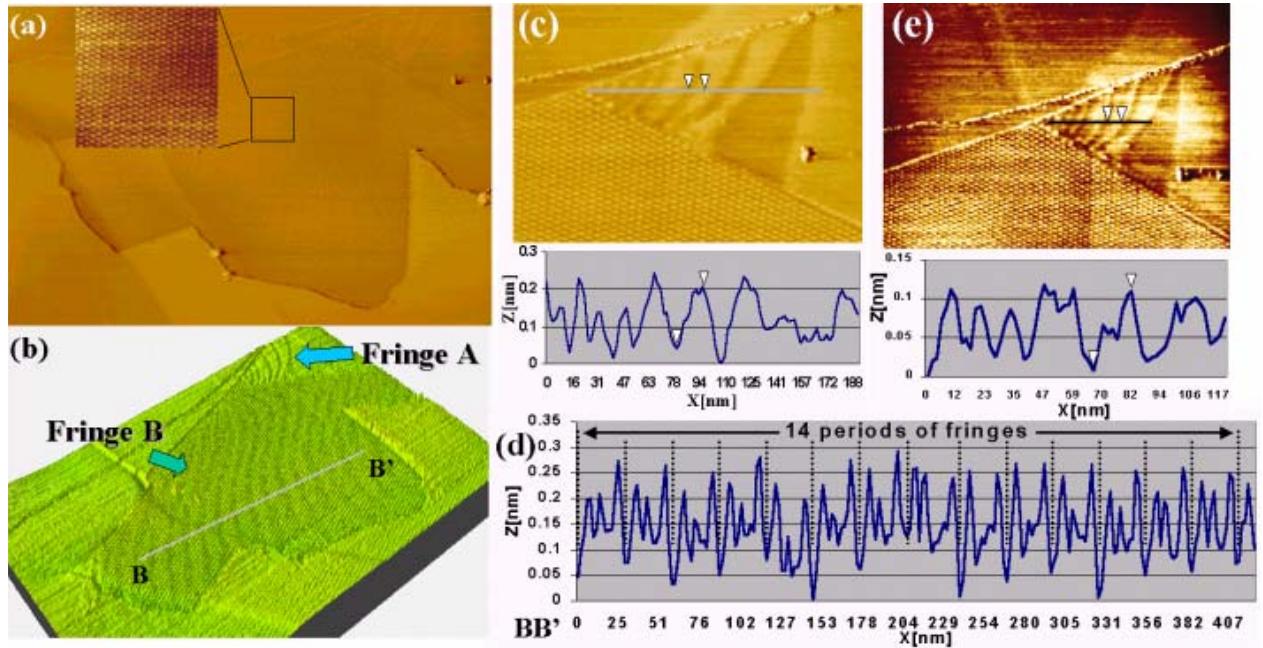 (a)
(b)
Fringe A
Fringe B
B'
B
(c)
Z[nm]
0.3
0.2
0.1
0
0 16 31 47 63 78 94 110 125 141 157 172 188
X[nm]
(e)
Z[nm]
0.15
0.1
0.05
0
0 12 23 35 47 59 70 82 94 106 117
X[nm]
(d)
14 periods of fringes
Z[nm]
0.35
0.3
0.25
0.2
0.15
0.1
0.05
0
BB' 0 25 51 76 102 127 153 178 204 229 254 280 305 331 356 382 407
X[nm]